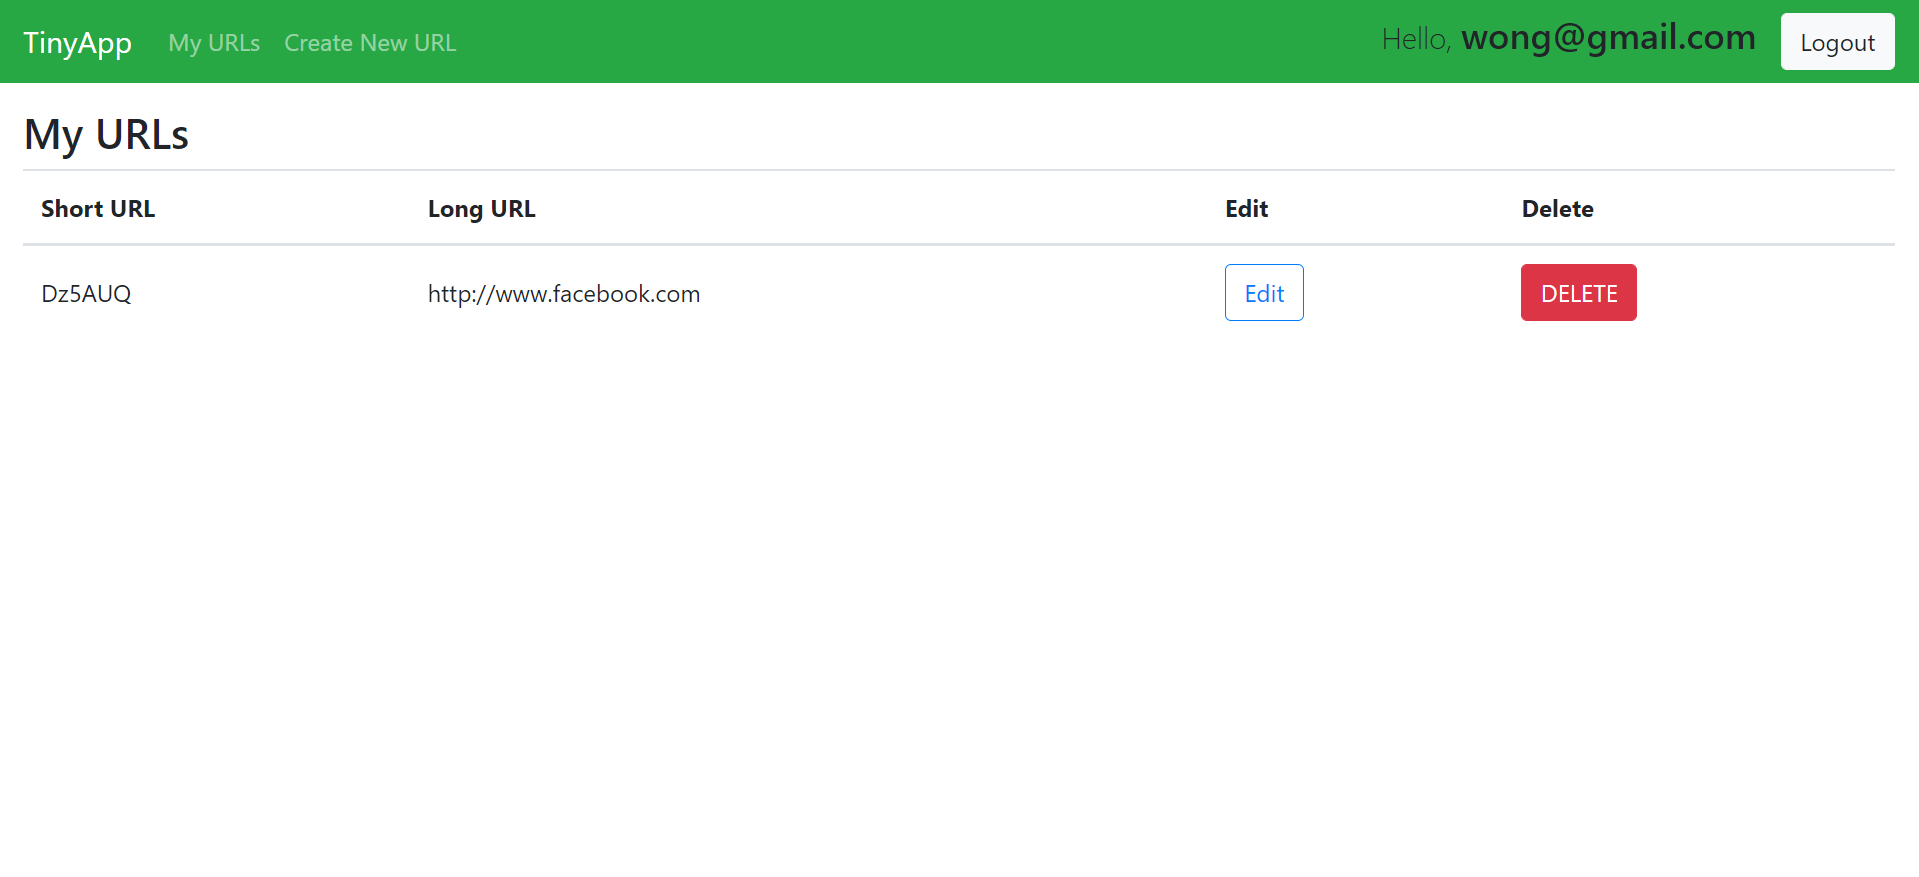 TinyApp My URLs Create New URL Hello, wong@gmail.com Logout
My URLs
Short URL Long URL Edit Delete
Dz5AUQ http://www.facebook.com Edit DELETE